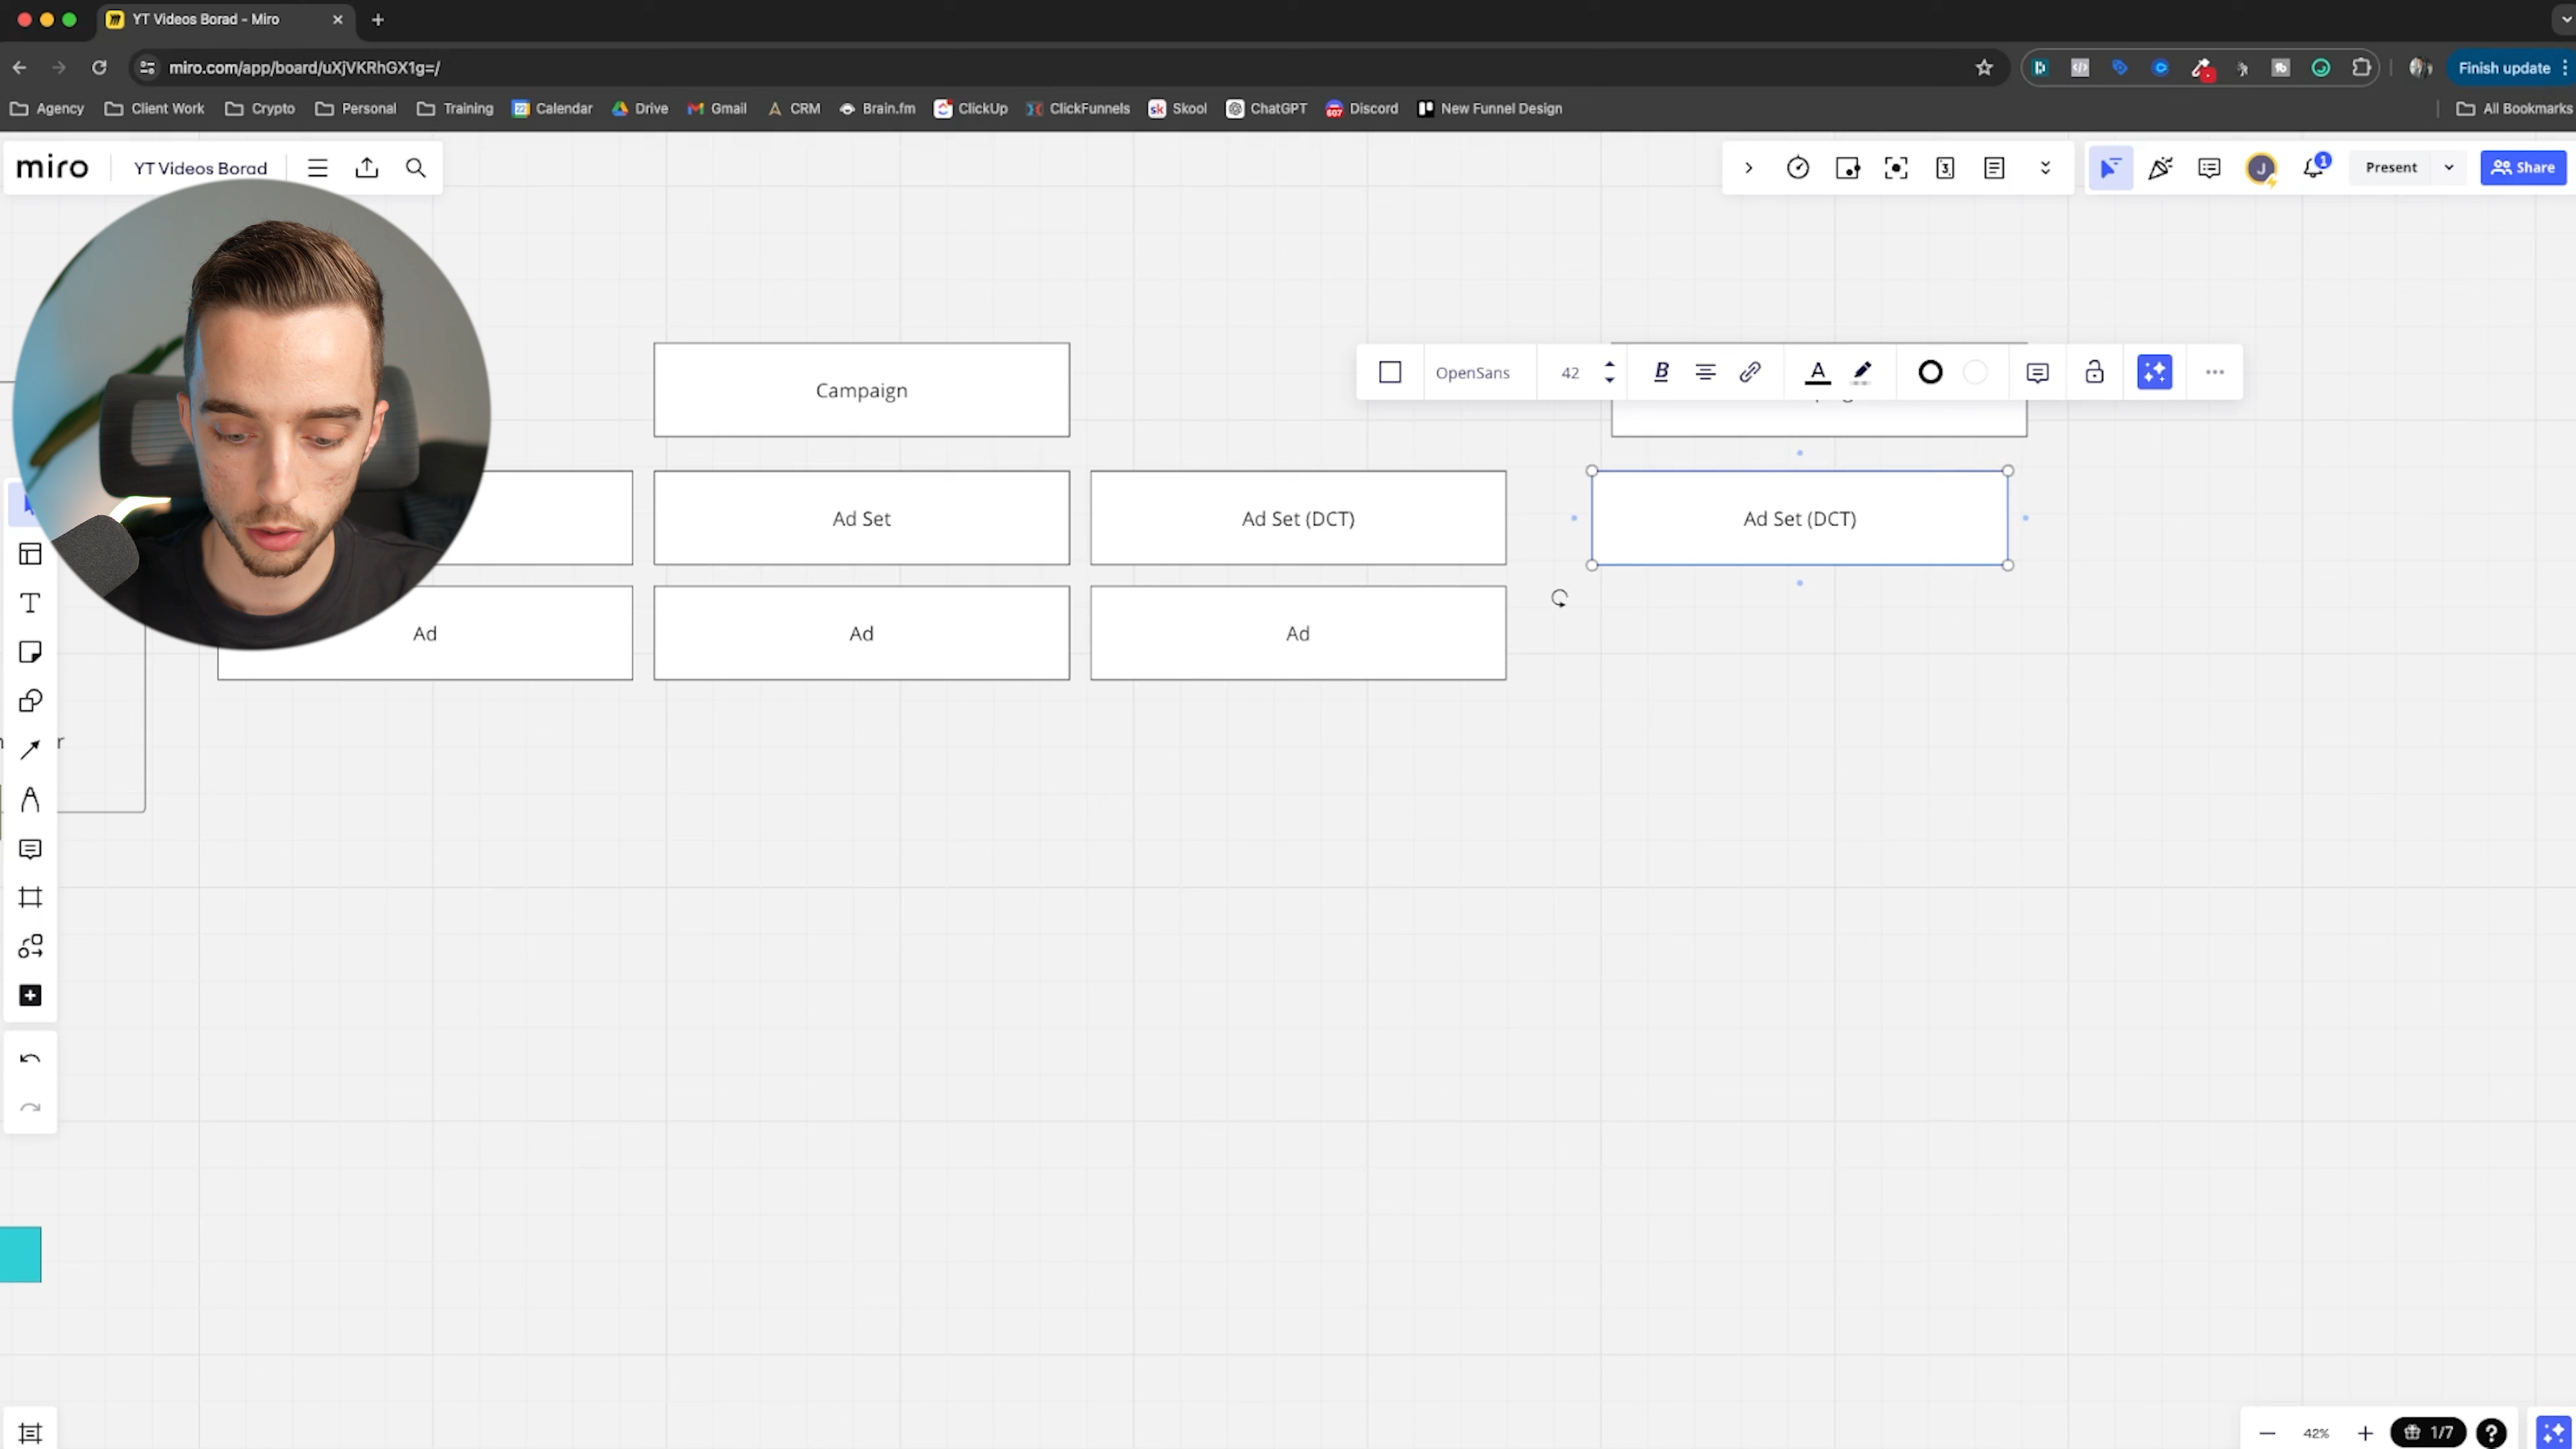 YT Videos Borad - Miro
miro.com/app/board/uXjVKRhGX1g=/
Finish update
Agency
Client Work
Crypto
Personal
Training
Calendar
Drive
Gmail
CRM
Brain.fm
ClickUp
ClickFunnels
Skool
ChatGPT
Discord
New Funnel Design
All Bookmarks
miro
YT Videos Borad
Present
Share
Campaign
OpenSans
42
Ad Set
Ad Set (DCT)
Ad Set (DCT)
Ad
Ad
Ad
42%
1/7